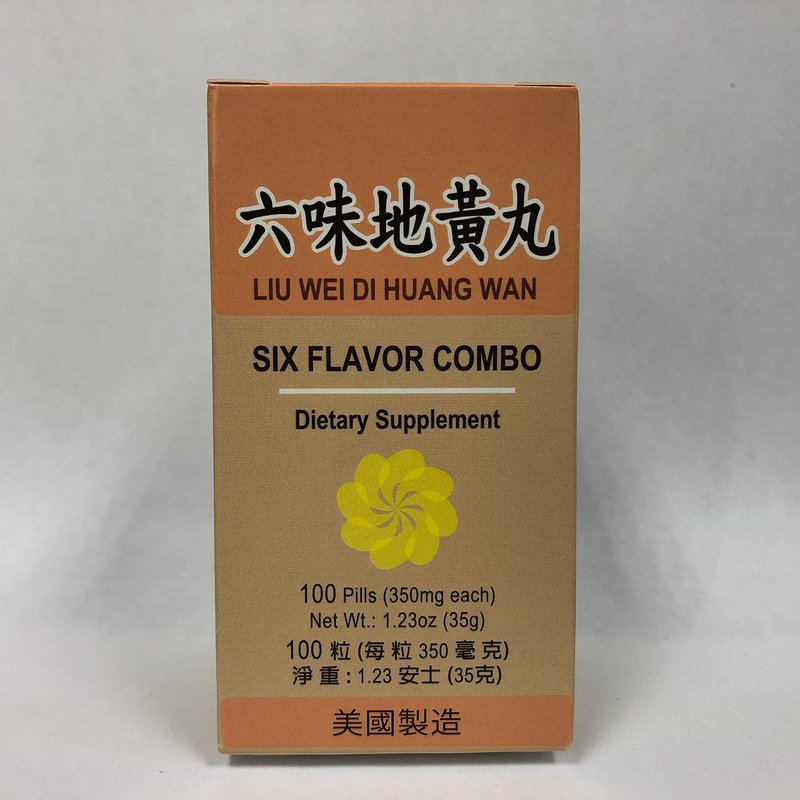 六味地黃丸
LIU WEI DI HUANG WAN
SIX FLAVOR COMBO
Dietary Supplement
100 Pills (350mg each)
Net Wt.: 1.23oz (35g)
100 粒 (每 粒 350 毫 克)
淨 重 : 1.23 安士 (35克)
美國製造